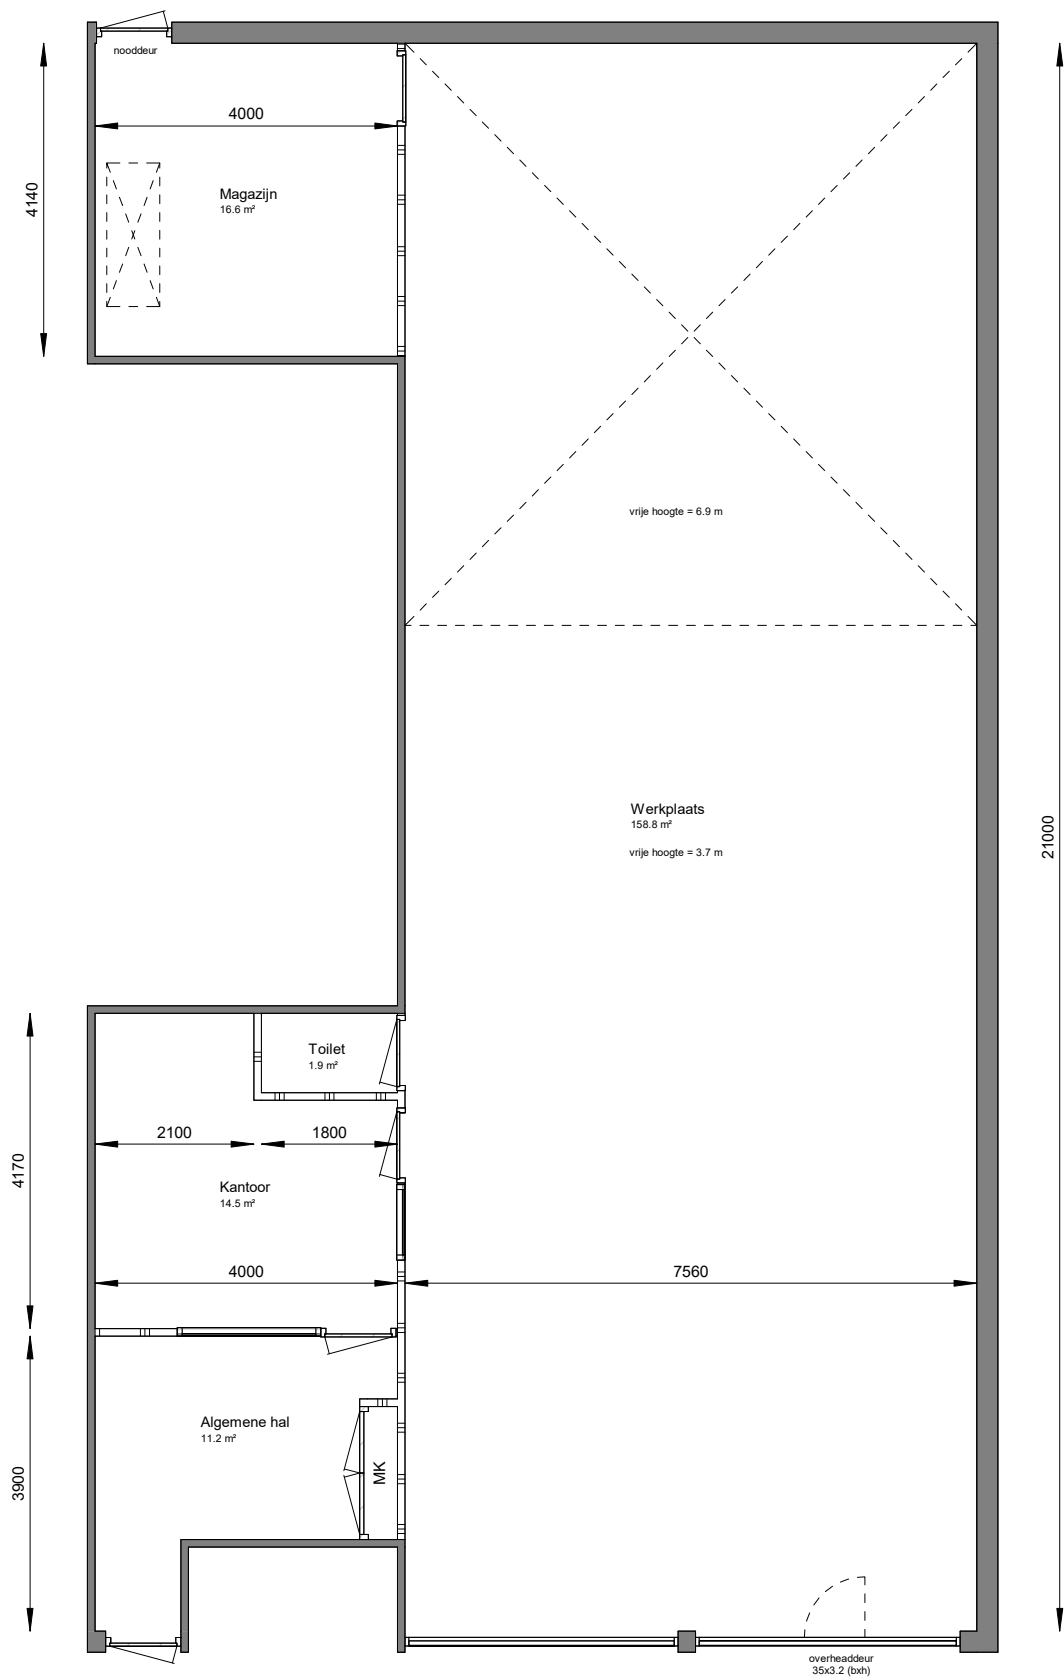 nooddeur
4000
4140
Magazijn
16.6 m²
vrije hoogte = 6.9 m
Werkplaats
158.8 m²
vrije hoogte = 3.7 m
21000
Toilet
1.9 m²
2100
1800
4170
Kantoor
14.5 m²
4000
7560
Algemene hal
11.2 m²
MK
3900
overheaddeur
35x3.2 (bxh)